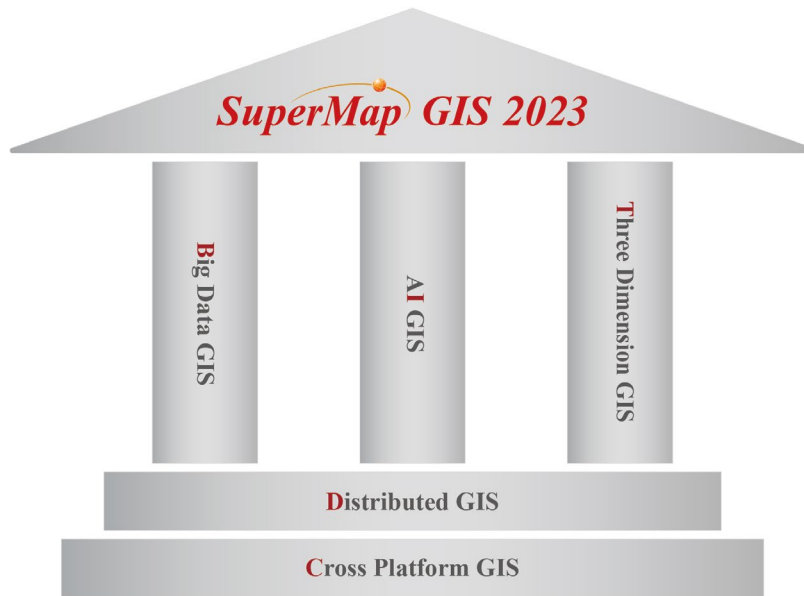 SuperMap GIS 2023
Big Data GIS
AI GIS
Three Dimension GIS
Distributed GIS
Cross Platform GIS